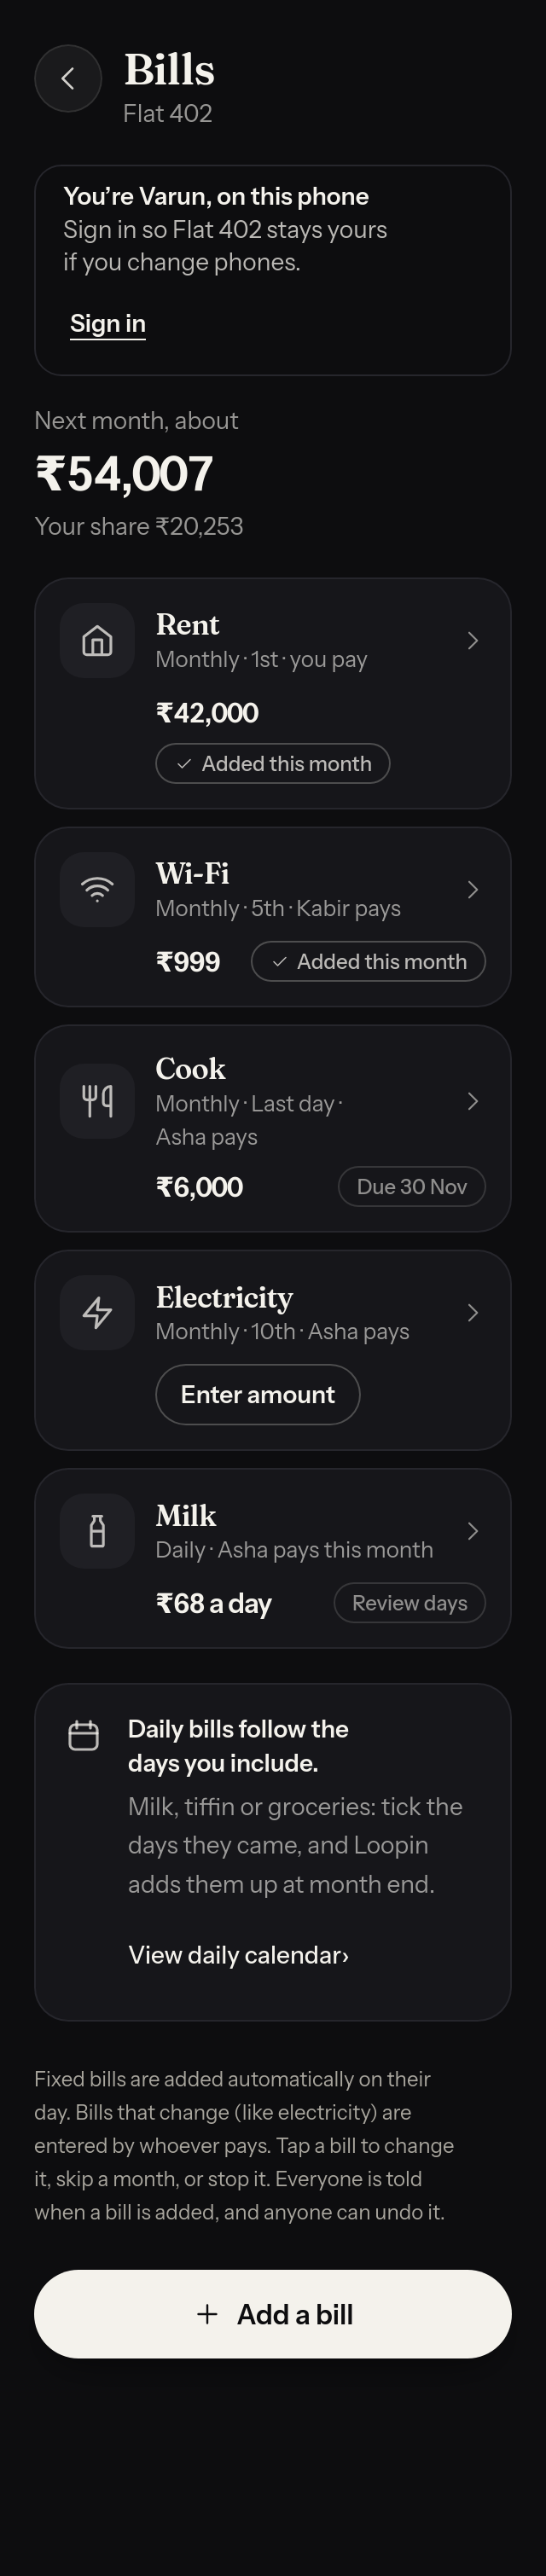 Bills
Flat 402
You’re Varun, on this phone
Sign in so Flat 402 stays yours
if you change phones.
Sign in
Next month, about
₹54,007
Your share ₹20,253
Rent
Monthly · 1st · you pay
₹42,000
Added this month
Wi-Fi
Monthly · 5th · Kabir pays
₹999
Added this month
Cook
Monthly · Last day ·
Asha pays
₹6,000
Due 30 Nov
Electricity
Monthly · 10th · Asha pays
Enter amount
Milk
Daily · Asha pays this month
₹68 a day
Review days
Daily bills follow the
days you include.
Milk, tiffin or groceries: tick the
days they came, and Loopin
adds them up at month end.
View daily calendar›
Fixed bills are added automatically on their
day. Bills that change (like electricity) are
entered by whoever pays. Tap a bill to change
it, skip a month, or stop it. Everyone is told
when a bill is added, and anyone can undo it.
Add a bill